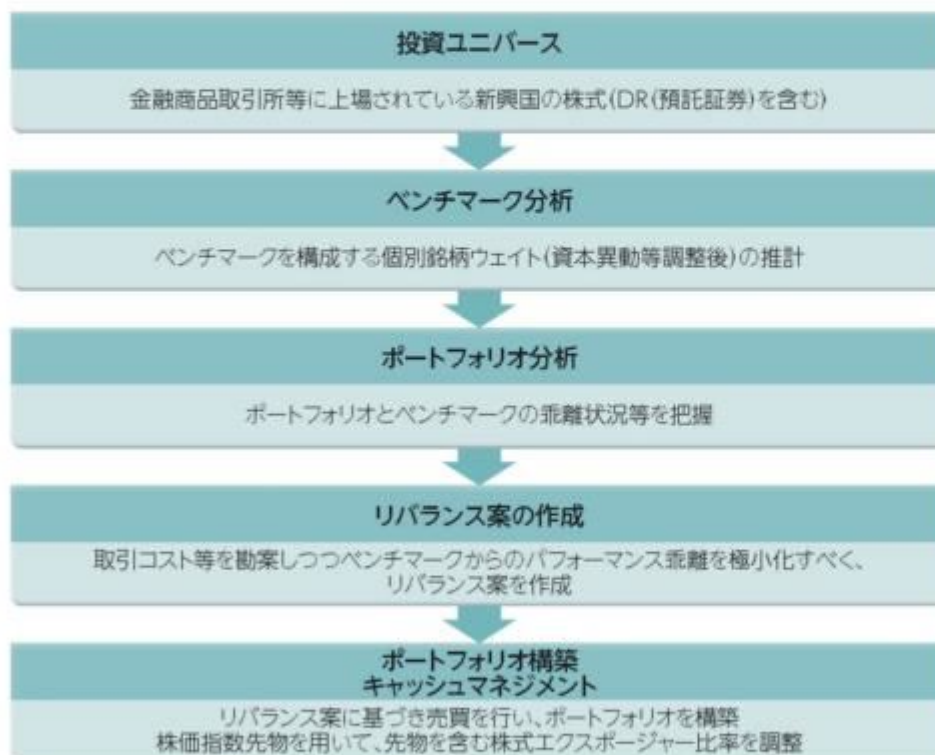 投資ユニバース
金融商品取引所等に上場されている新興国の株式(DR(預託証券)を含む)
ベンチマーク分析
ベンチマークを構成する個別銘柄ウェイト(資本異動等調整後)の推計
ポートフォリオ分析
ポートフォリオとベンチマークの乖離状況等を把握
リバランス案の作成
取引コスト等を勘案しつつベンチマークからのパフォーマンス乖離を極小化すべく、
リバランス案を作成
ポートフォリオ構築
キャッシュマネジメント
リバランス案に基づき売買を行い、ポートフォリオを構築
株価指数先物を用いて、先物を含む株式エクスポージャー比率を調整